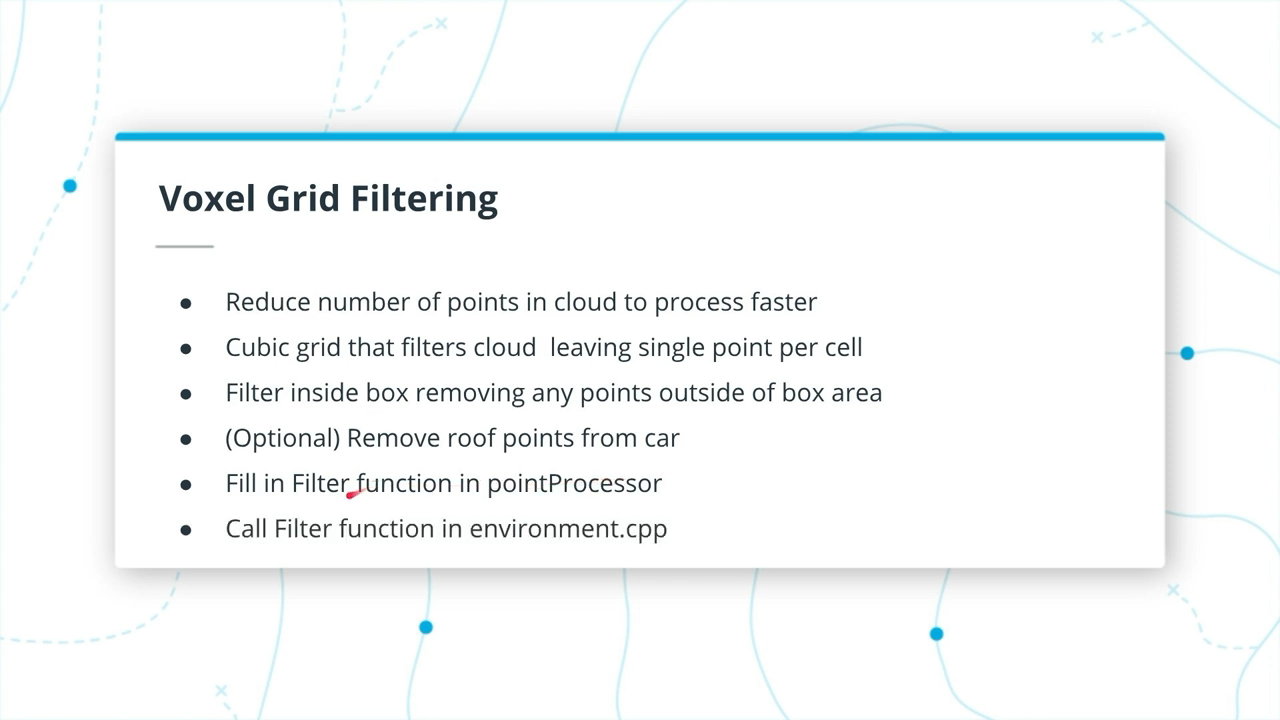 Voxel Grid Filtering
● Reduce number of points in cloud to process faster
● Cubic grid that filters cloud  leaving single point per cell
● Filter inside box removing any points outside of box area
● (Optional) Remove roof points from car
● Fill in Filter function in pointProcessor
● Call Filter function in environment.cpp